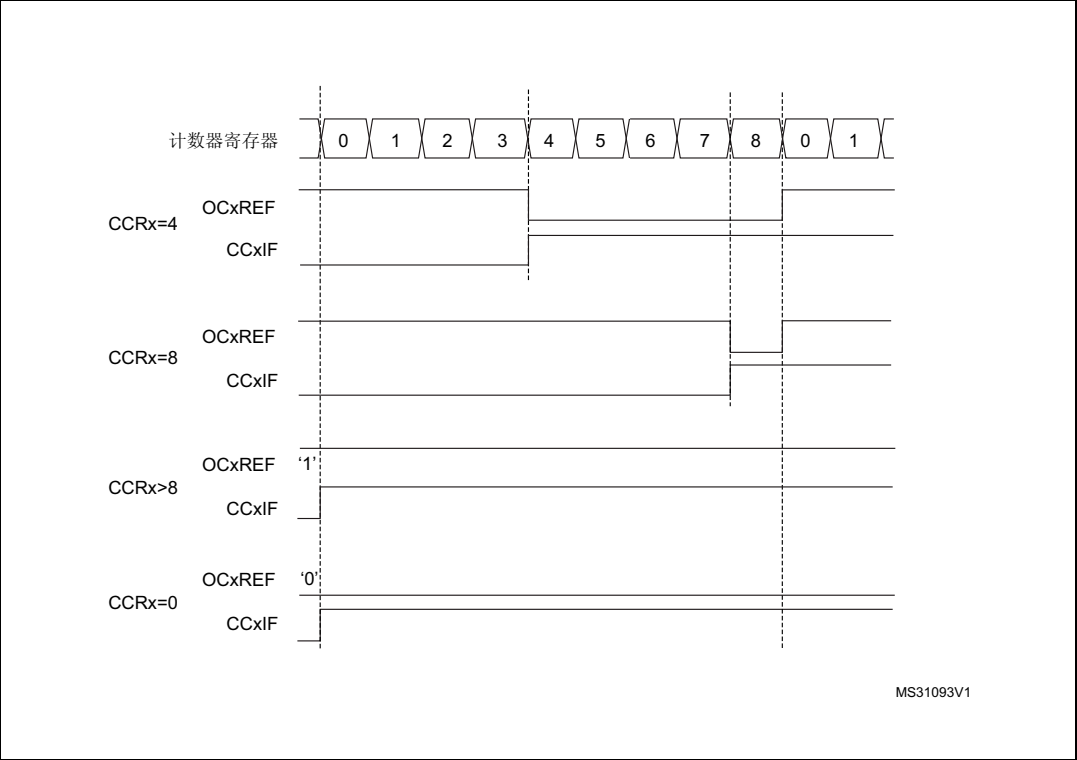 计数器寄存器 0 1 2 3 4 5 6 7 8 0 1
OCxREF
CCRx=4
CCxIF
OCxREF
CCRx=8
CCxIF
OCxREF ‘1’
CCRx>8
CCxIF
OCxREF ‘0’
CCRx=0
CCxIF
MS31093V1